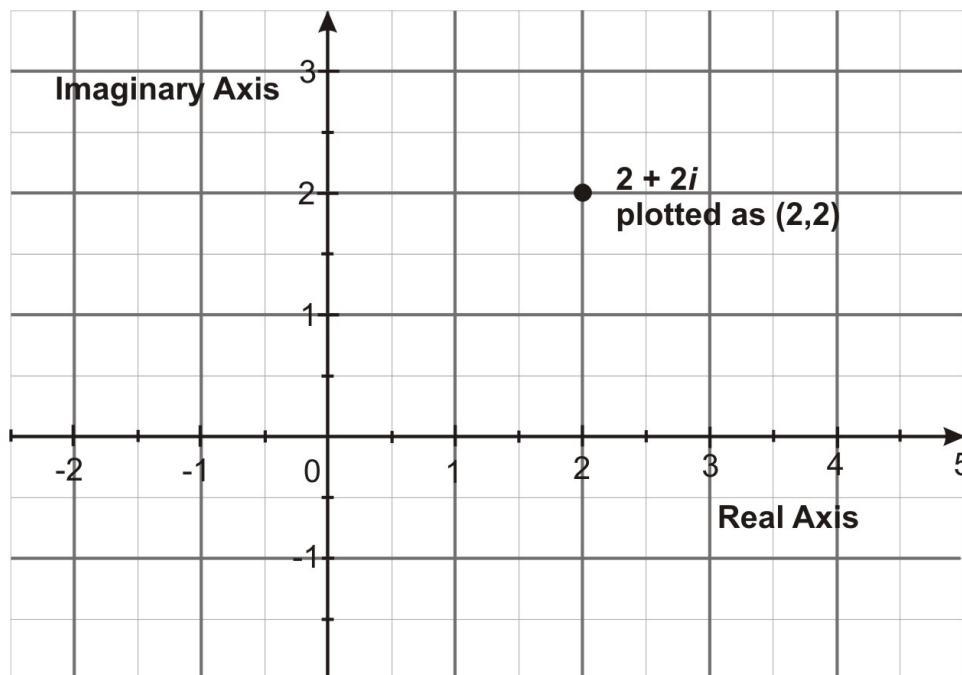 3
Imaginary Axis
2 + 2i
2
plotted as (2,2)
1
-2 -1 0 1 2 3 4 5
Real Axis
-1